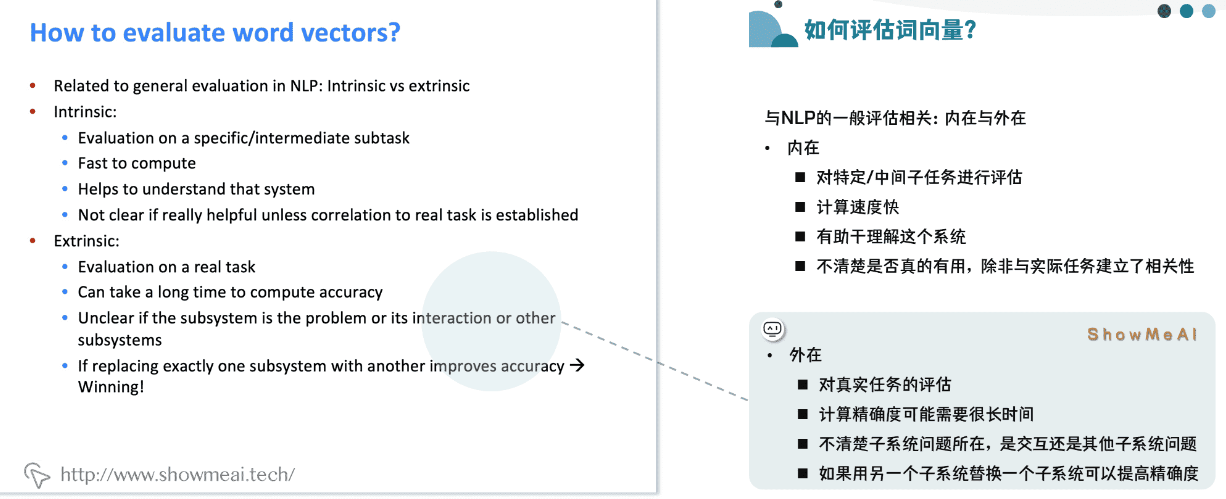 How to evaluate word vectors?
• Related to general evaluation in NLP: Intrinsic vs extrinsic
• Intrinsic:
• Evaluation on a specific/intermediate subtask
• Fast to compute
• Helps to understand that system
• Not clear if really helpful unless correlation to real task is established
• Extrinsic:
• Evaluation on a real task
• Can take a long time to compute accuracy
• Unclear if the subsystem is the problem or its interaction or other
subsystems
• If replacing exactly one subsystem with another improves accuracy →
Winning!
http://www.showmeai.tech/
如何评估词向量?
与NLP的一般评估相关: 内在与外在
• 内在
■ 对特定/中间子任务进行评估
■ 计算速度快
■ 有助于理解这个系统
■ 不清楚是否真的有用，除非与实际任务建立了相关性
ShowMeAI
• 外在
■ 对真实任务的评估
■ 计算精确度可能需要很长时间
■ 不清楚子系统问题所在，是交互还是其他子系统问题
■ 如果用另一个子系统替换一个子系统可以提高精确度